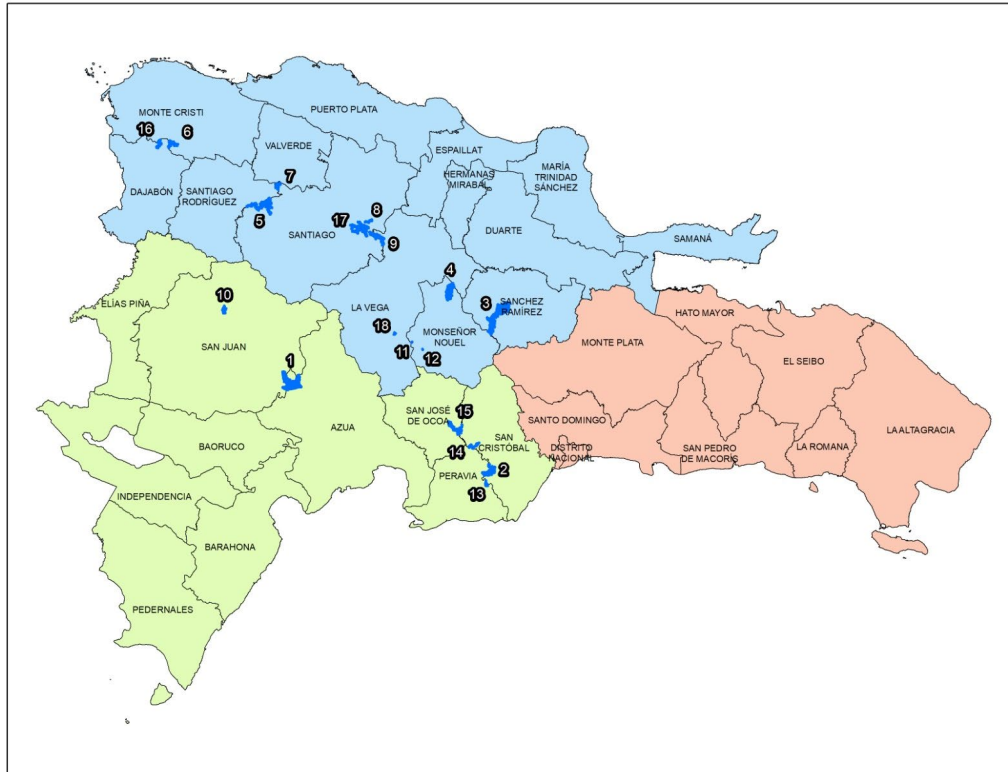 PUERTO PLATA
MONTE CRISTI
16
6
VALVERDE
ESPAILLAT
HERMANAS
MIRABAL
MARÍA
TRINIDAD
SÁNCHEZ
7
DAJABÓN
SANTIAGO
RODRÍGUEZ
5
17
8
SANTIAGO
9
DUARTE
SAMANÁ
4
ELÍAS PIÑA
10
LA VEGA
3
SANCHEZ
RAMÍREZ
HATO MAYOR
18
MONSEÑOR
NOUEL
SAN JUAN
11
12
MONTE PLATA
1
EL SEIBO
AZUA
SAN JOSÉ
DE OCOA
15
SAN
CRISTÓBAL
SANTO DOMINGO
LA ALTAGRACIA
BAORUCO
14
DISTRITO
NACIONAL
SAN PEDRO
DE MACORÍS
LA ROMANA
PERAVIA
2
13
INDEPENDENCIA
BARAHONA
PEDERNALES